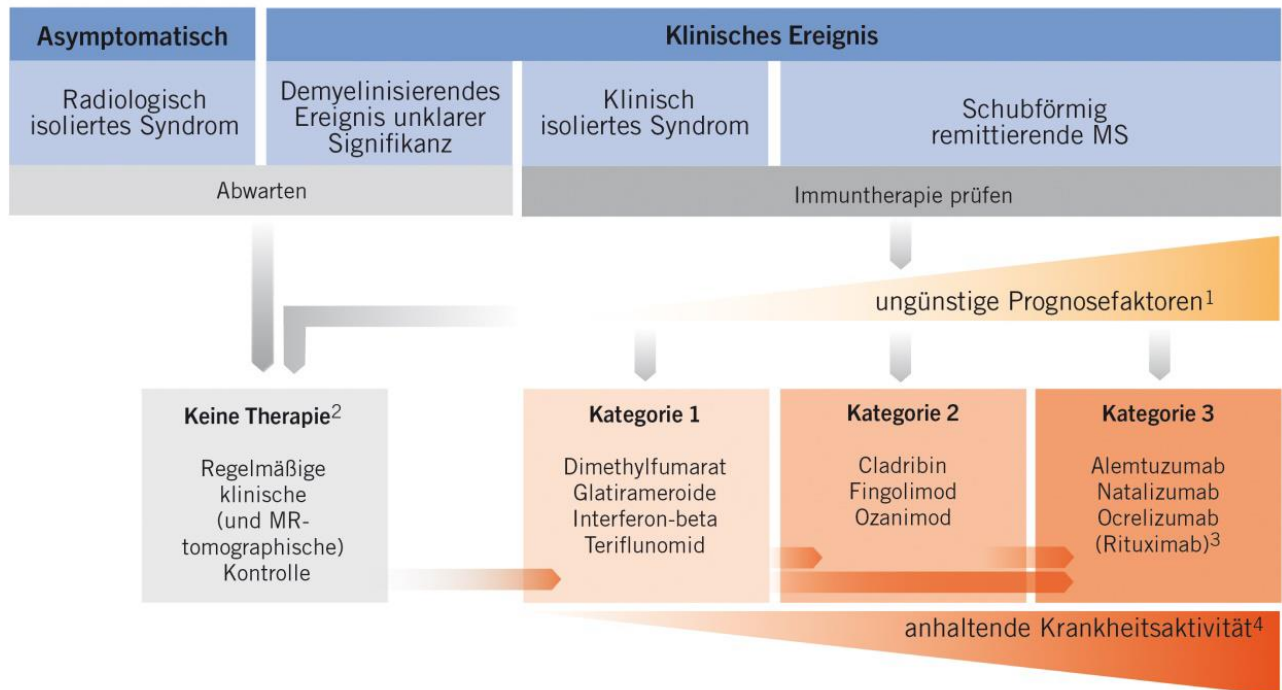 Asymptomatisch
Klinisches Ereignis
Radiologisch
isoliertes Syndrom
Demyelinisierendes
Ereignis unklarer
Signifikanz
Klinisch
isoliertes Syndrom
Schubförmig
remittierende MS
Abwarten
Immuntherapie prüfen
ungünstige Prognosefaktoren¹
Keine Therapie²
Regelmäßige
klinische
(und MR-
tomographische)
Kontrolle
Kategorie 1
Dimethylfumarat
Glatirameroide
Interferon-beta
Teriflunomid
Kategorie 2
Cladribin
Fingolimod
Ozanimod
Kategorie 3
Alemtuzumab
Natalizumab
Ocrelizumab
(Rituximab)³
anhaltende Krankheitsaktivität⁴